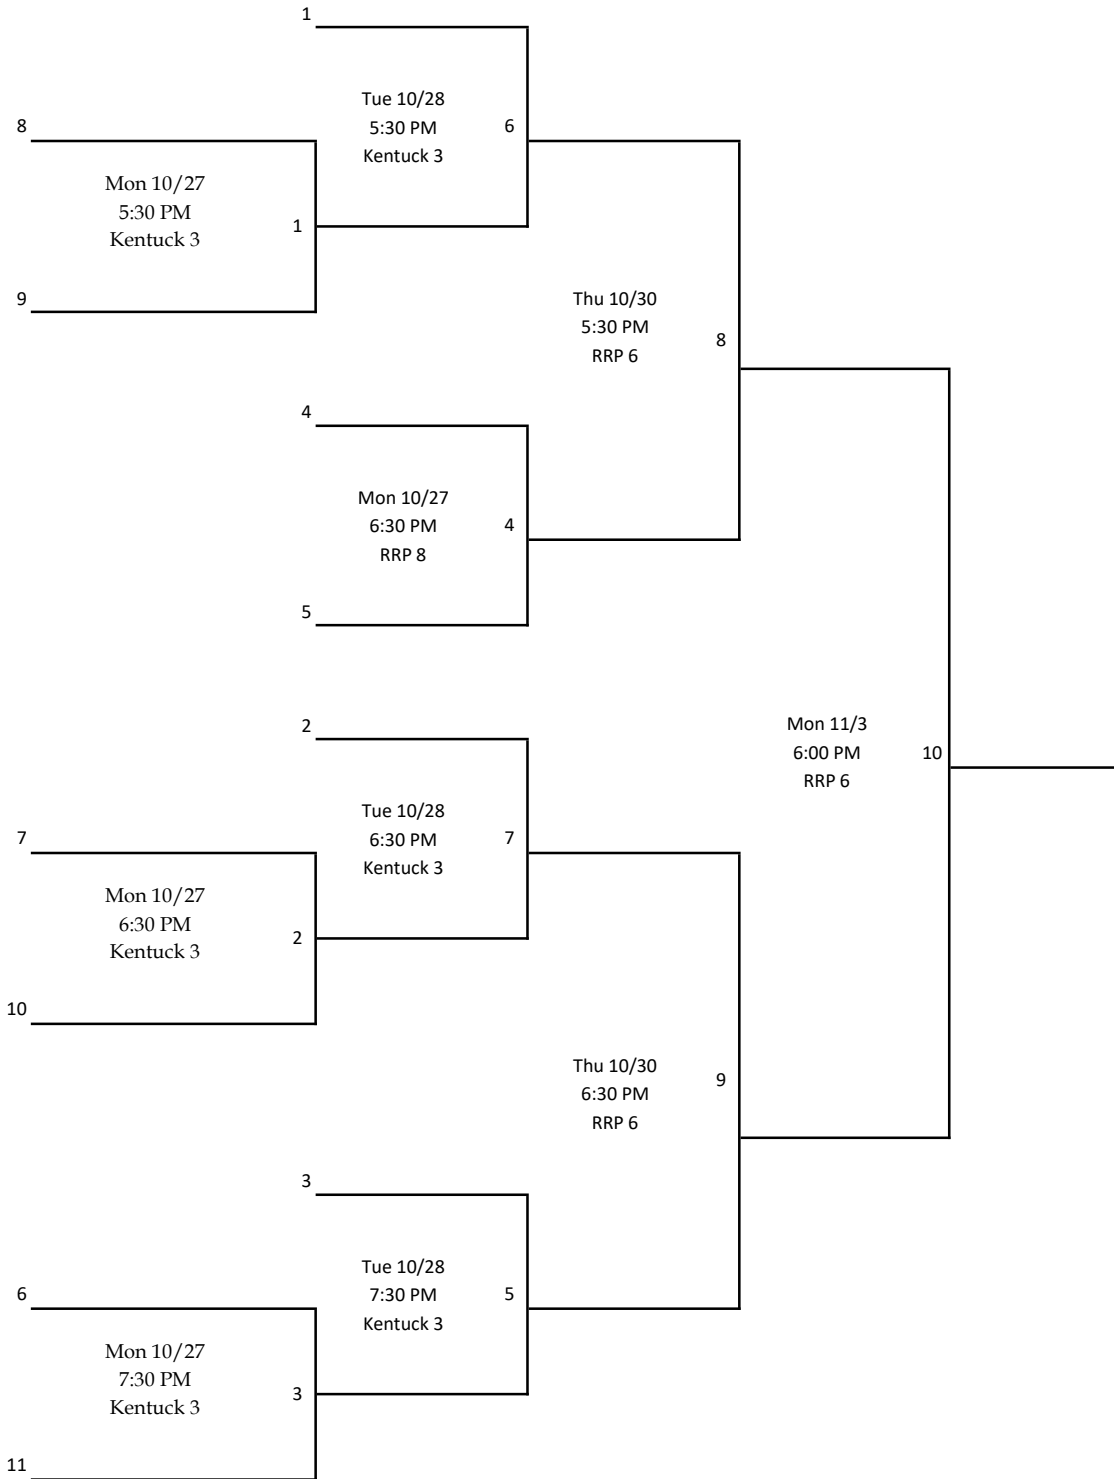 1
Tue 10/28
5:30 PM
Kentuck 3
6
8
Mon 10/27
5:30 PM
Kentuck 3
1
9
Thu 10/30
5:30 PM
RRP 6
8
4
Mon 10/27
6:30 PM
RRP 8
4
5
2
Mon 11/3
6:00 PM
RRP 6
10
Tue 10/28
6:30 PM
Kentuck 3
7
7
Mon 10/27
6:30 PM
Kentuck 3
2
10
Thu 10/30
6:30 PM
RRP 6
9
3
Tue 10/28
7:30 PM
Kentuck 3
5
6
Mon 10/27
7:30 PM
Kentuck 3
3
11